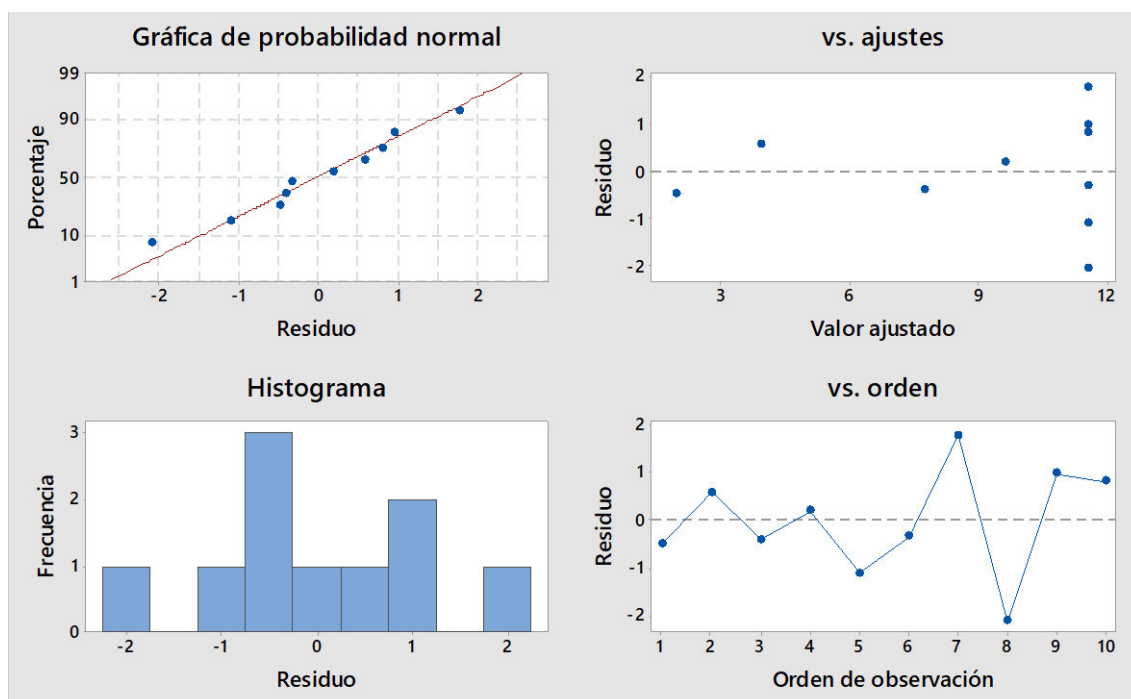 Gráfica de probabilidad normal
Porcentaje
99
90
50
10
1
-2 -1 0 1 2
Residuo
vs. ajustes
Residuo
2
1
0
-1
-2
3 6 9 12
Valor ajustado
Histograma
Frecuencia
3
2
1
0
-2 -1 0 1 2
Residuo
vs. orden
Residuo
2
1
0
-1
-2
1 2 3 4 5 6 7 8 9 10
Orden de observación